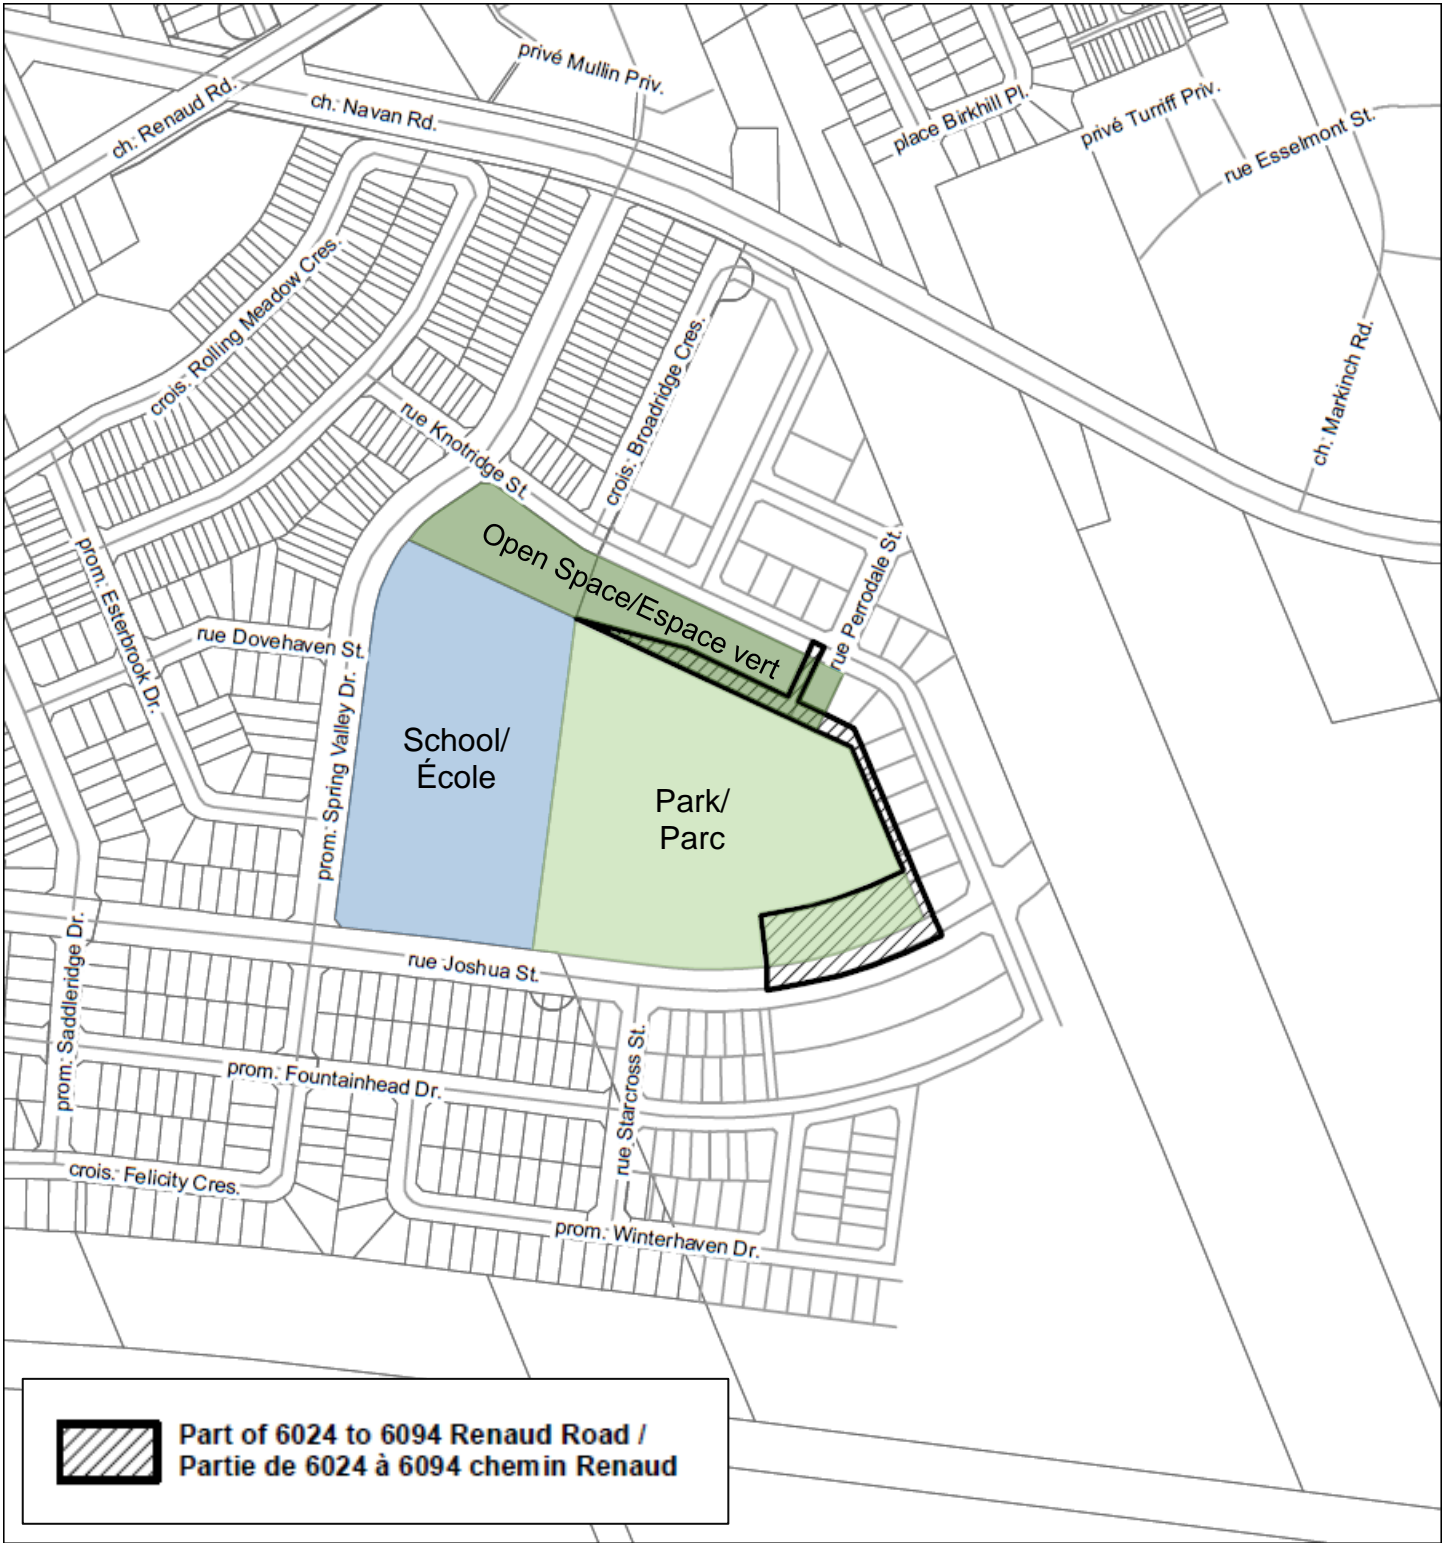 privé Mullin Priv.
ch. Renaud Rd.
ch. Navan Rd.
place Birkhill Pl.
privé Turriff Priv.
rue Esselmont St.
crois. Rolling Meadow Cres.
crois. Broadridge Cres.
ch. Markinch Rd.
rue Knotridge St.
Open Space/Espace vert
rue Perrodale St.
prom. Esterbrook Dr.
rue Dovehaven St.
prom. Spring Valley Dr.
School/
École
Park/
Parc
prom. Saddleridge Dr.
rue Joshua St.
prom. Fountainhead Dr.
rue Starcross St.
crois. Felicity Cres.
prom. Winterhaven Dr.
Part of 6024 to 6094 Renaud Road /
Partie de 6024 à 6094 chemin Renaud